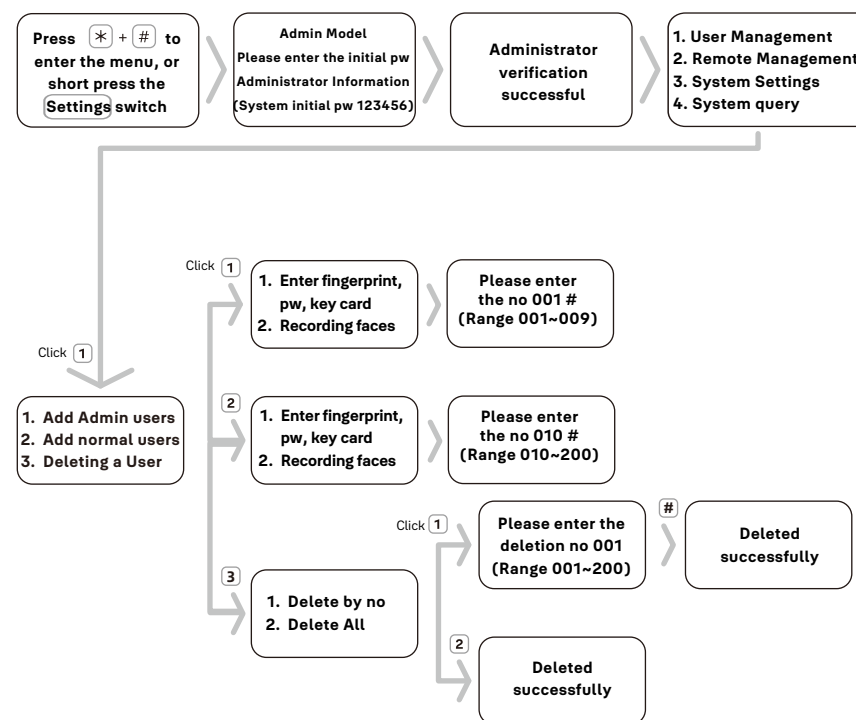 Press * + # to
enter the menu, or
short press the
Settings switch
Admin Model
Please enter the initial pw
Administrator Information
(System initial pw 123456)
Administrator
verification
successful
1. User Management
2. Remote Management
3. System Settings
4. System query
Click 1
1. Add Admin users
2. Add normal users
3. Deleting a User
Click 1
1. Enter fingerprint,
pw, key card
2. Recording faces
Please enter
the no 001 #
(Range 001~009)
2
1. Enter fingerprint,
pw, key card
2. Recording faces
Please enter
the no 010 #
(Range 010~200)
3
1. Delete by no
2. Delete All
Click 1
Please enter the
deletion no 001
(Range 001~200)
#
Deleted
successfully
2
Deleted
successfully